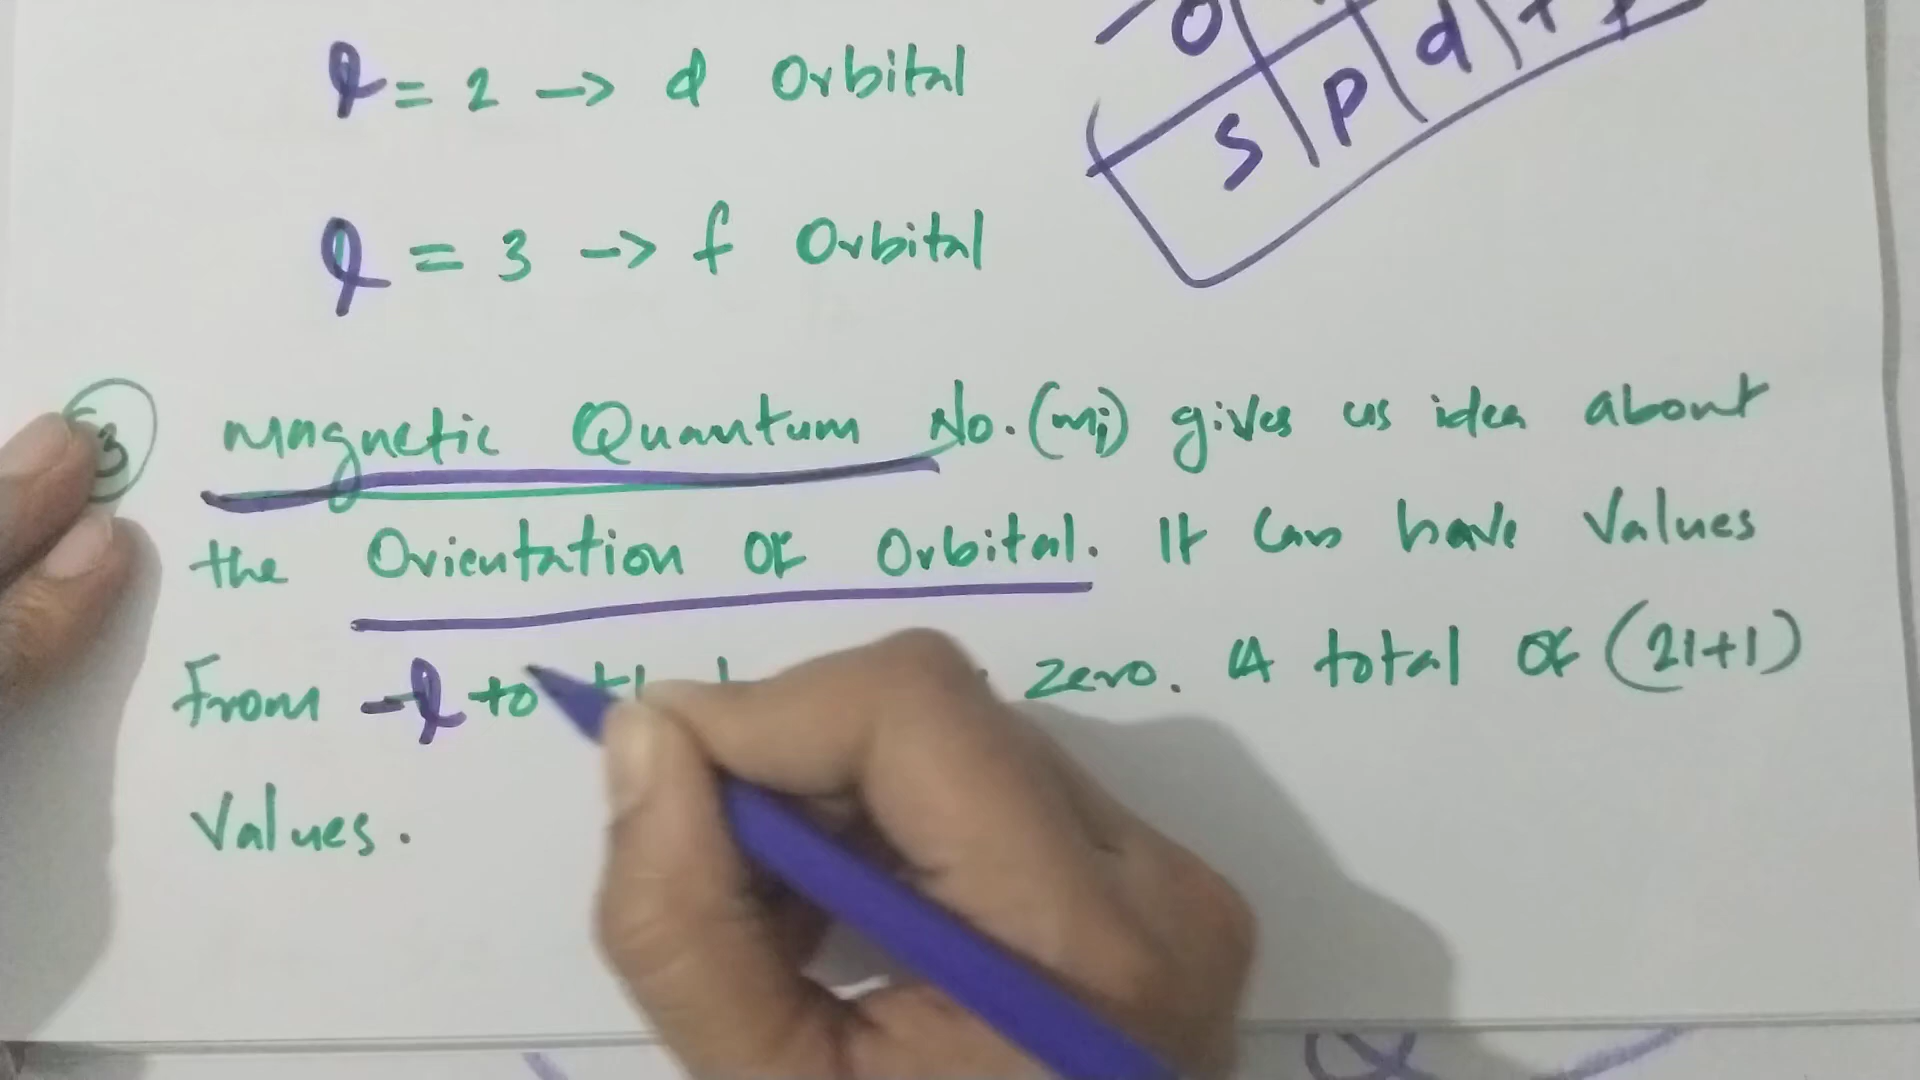 l = 2 -> d Orbital
O
S P d f
l = 3 -> f Orbital
3 Magnetic Quantum No. (ml) gives us idea about
the Orientation of Orbital. It can have Values
From -l to zero. A total of (2l+1)
Values.